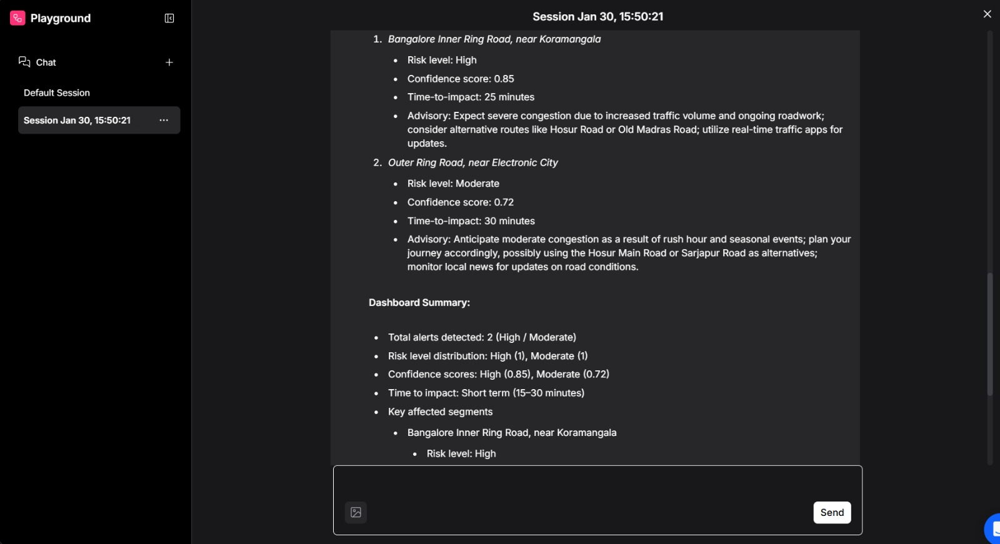 Playground
Session Jan 30, 15:50:21
Chat
Default Session
Session Jan 30, 15:50:21
1. Bangalore Inner Ring Road, near Koramangala
• Risk level: High
• Confidence score: 0.85
• Time-to-impact: 25 minutes
• Advisory: Expect severe congestion due to increased traffic volume and ongoing roadwork;
consider alternative routes like Hosur Road or Old Madras Road; utilize real-time traffic apps for
updates.
2. Outer Ring Road, near Electronic City
• Risk level: Moderate
• Confidence score: 0.72
• Time-to-impact: 30 minutes
• Advisory: Anticipate moderate congestion as a result of rush hour and seasonal events; plan your
journey accordingly, possibly using the Hosur Main Road or Sarjapur Road as alternatives;
monitor local news for updates on road conditions.
Dashboard Summary:
• Total alerts detected: 2 (High / Moderate)
• Risk level distribution: High (1), Moderate (1)
• Confidence scores: High (0.85), Moderate (0.72)
• Time to impact: Short term (15–30 minutes)
• Key affected segments
• Bangalore Inner Ring Road, near Koramangala
• Risk level: High
Send